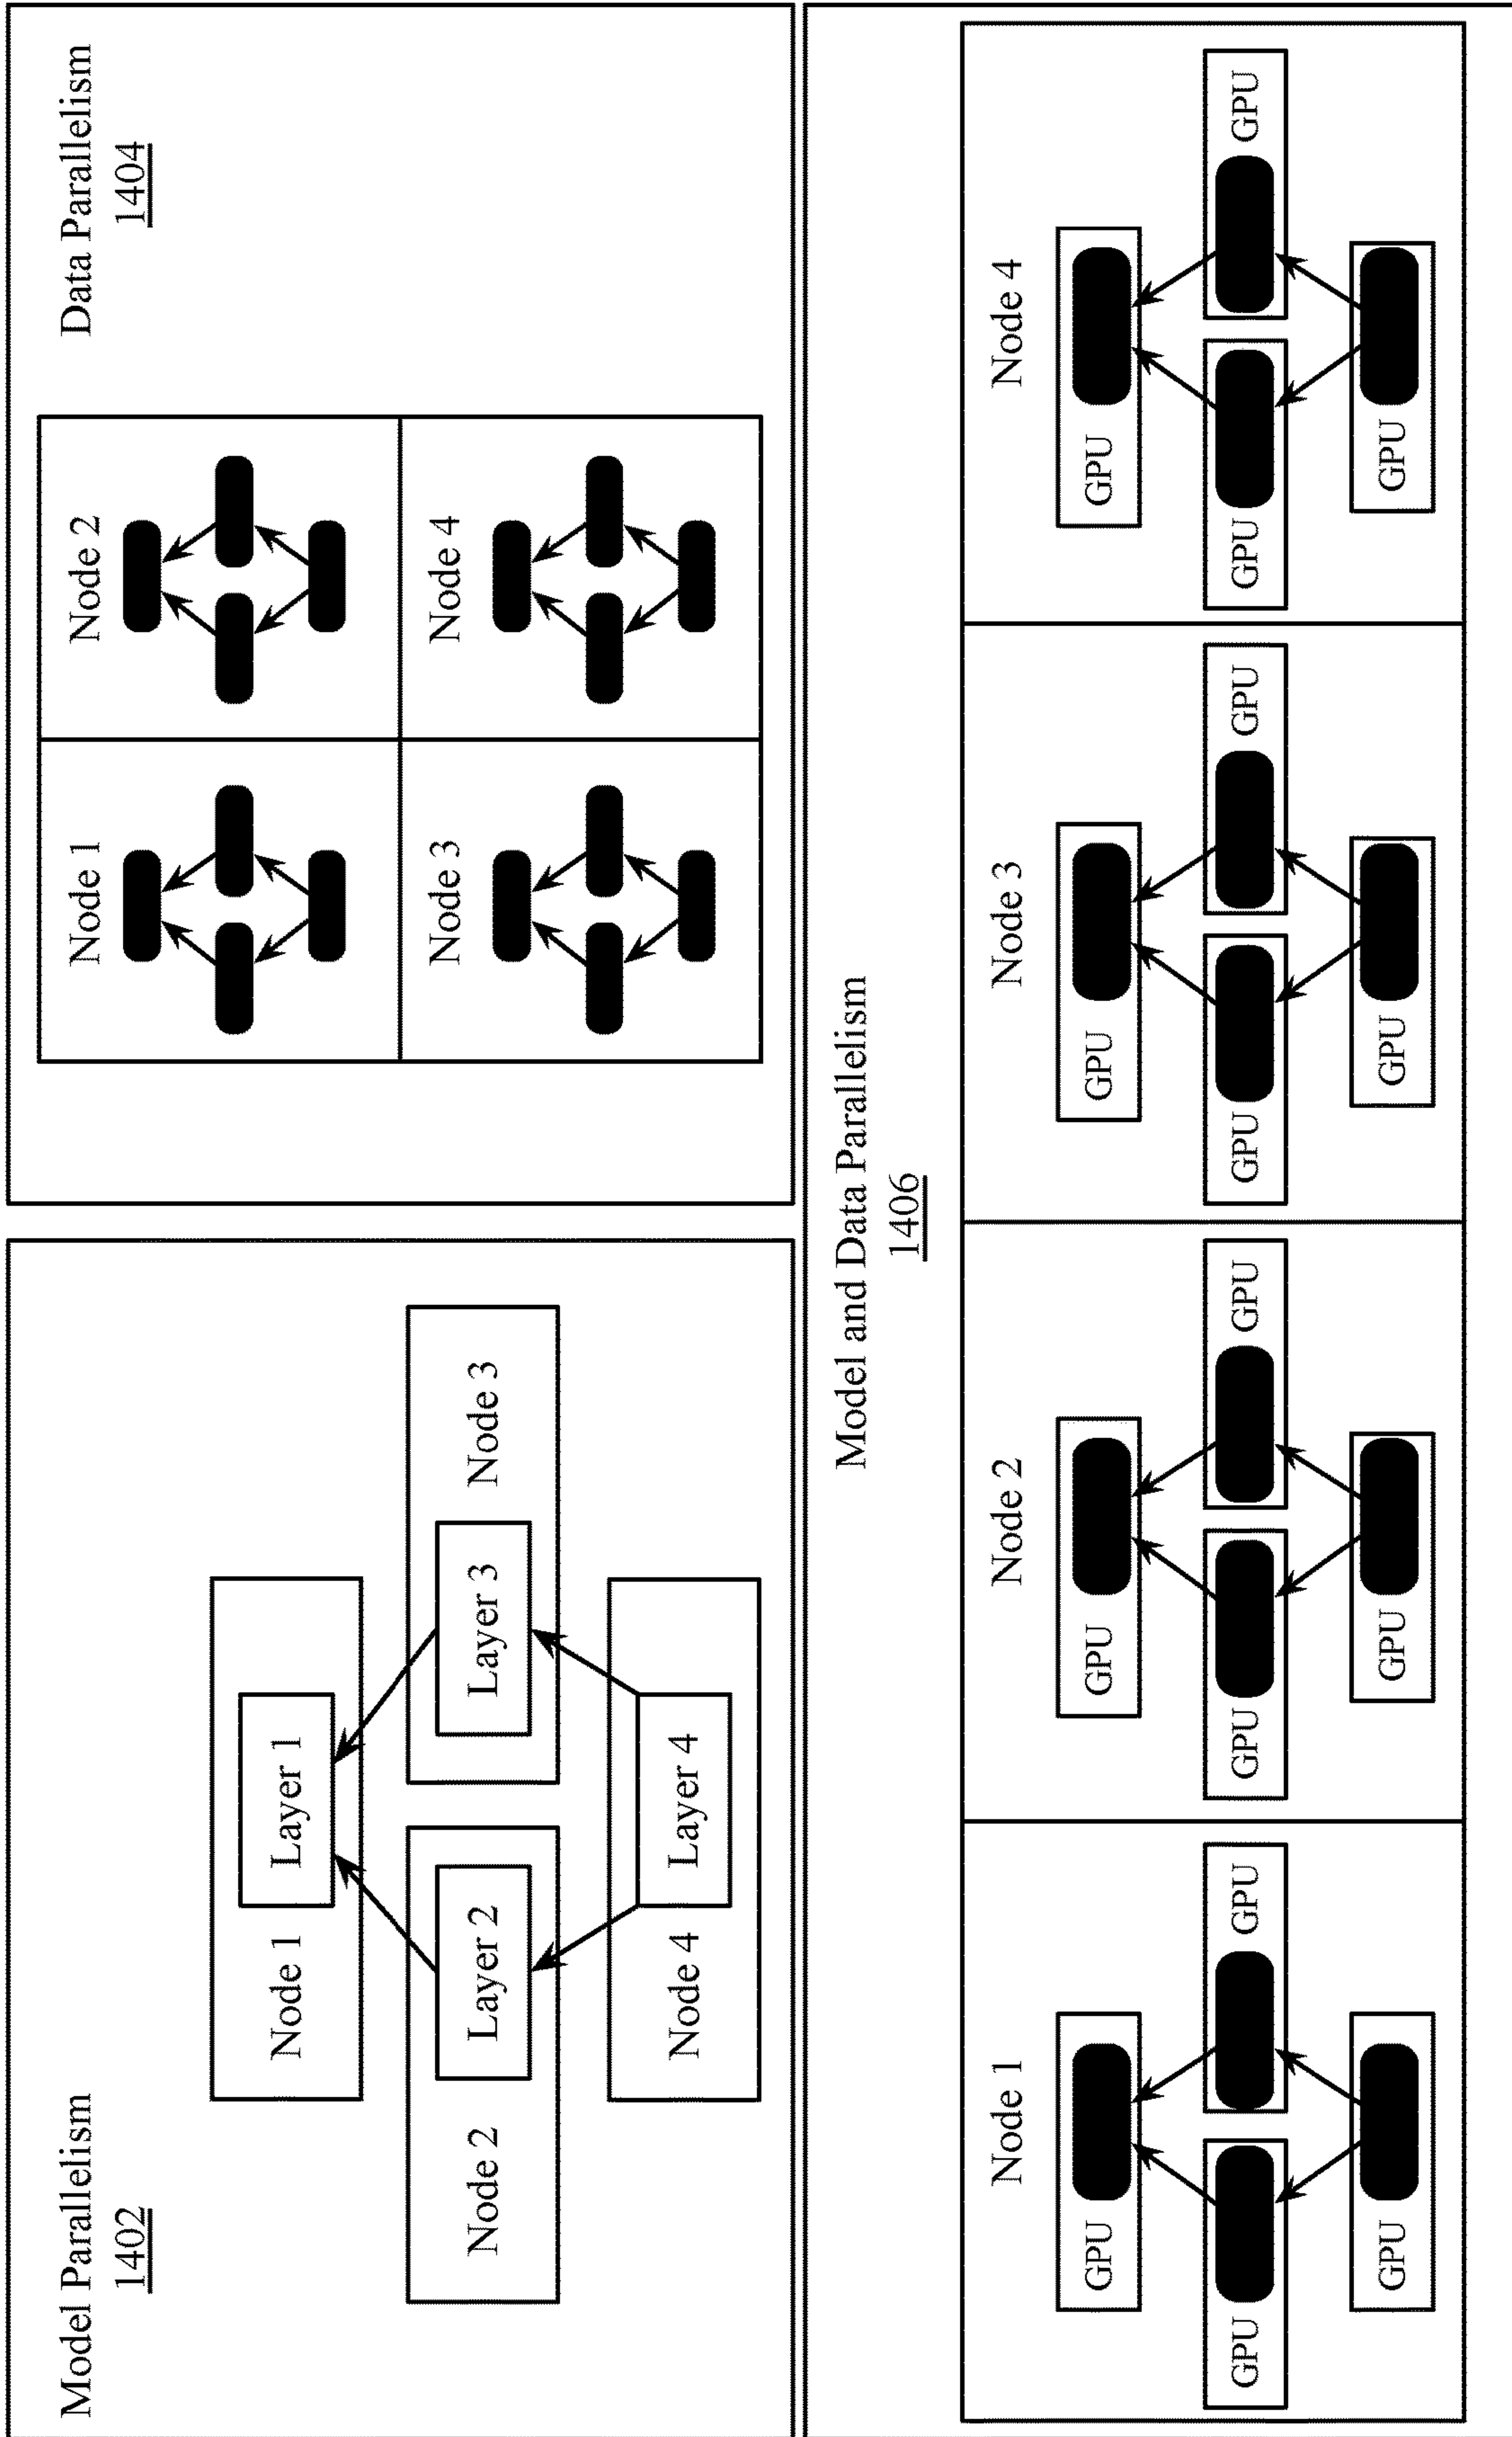 Model Parallelism
1402
Node 1
Layer 1
Node 2
Layer 2
Layer 3
Node 3
Node 4
Layer 4
Data Parallelism
1404
Node 1
Node 2
Node 3
Node 4
Model and Data Parallelism
1406
Node 1
GPU
GPU
GPU
GPU
Node 2
GPU
GPU
GPU
GPU
Node 3
GPU
GPU
GPU
GPU
Node 4
GPU
GPU
GPU
GPU